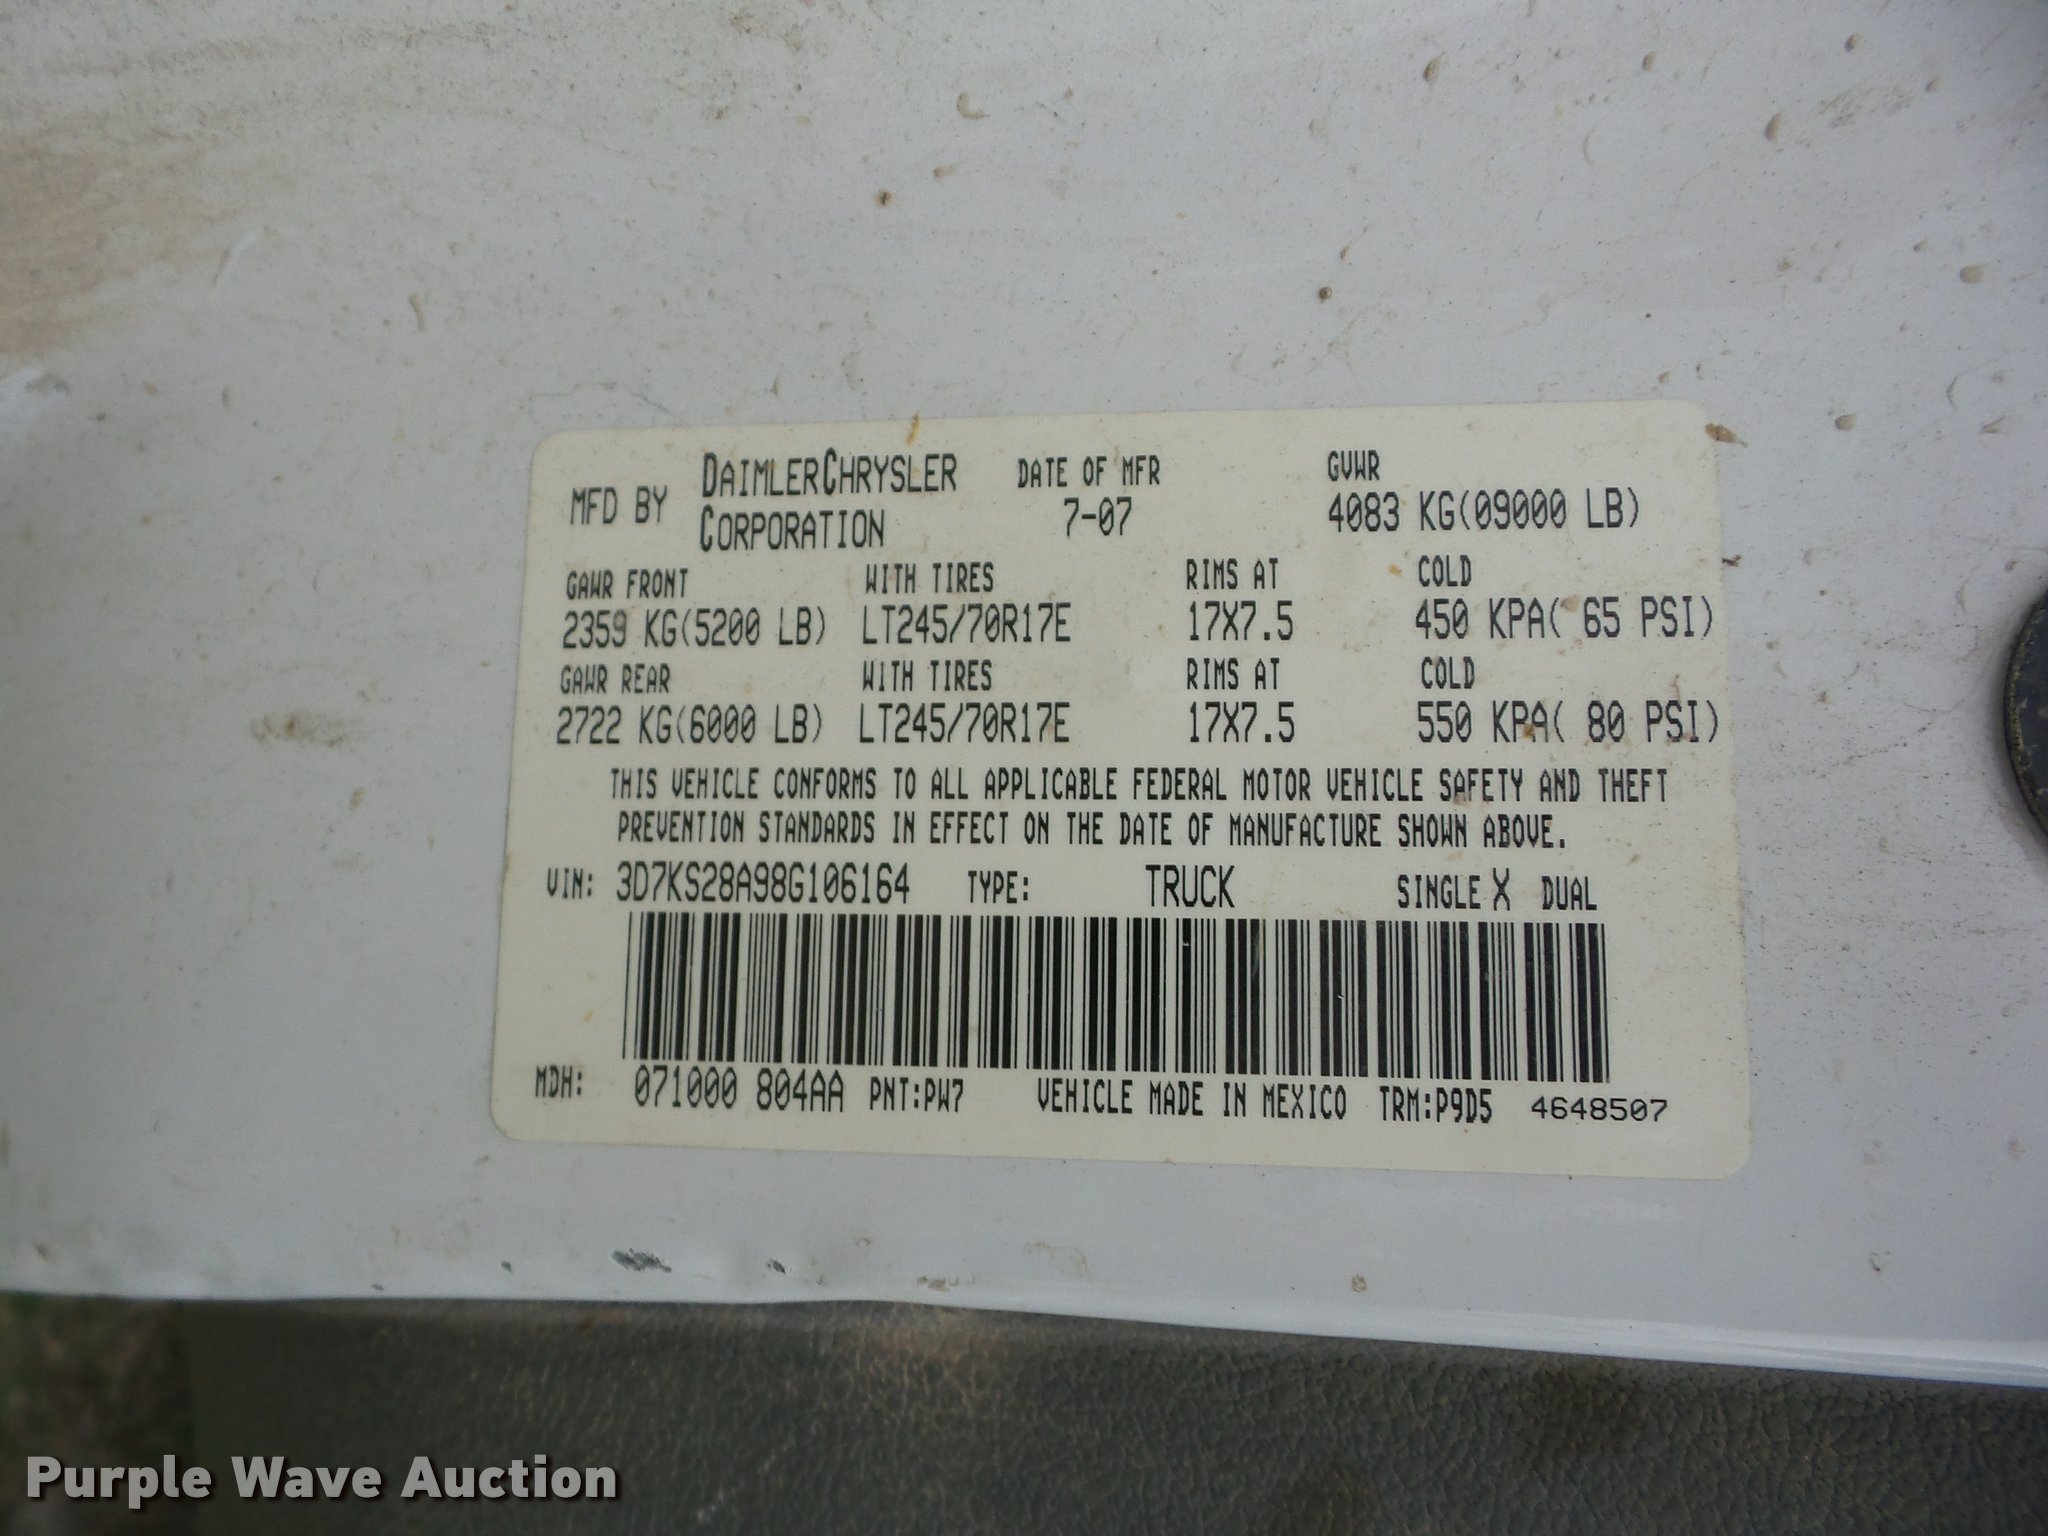 MFD BY DAIMLERCHRYSLER CORPORATION DATE OF MFR 7-07 GVWR 4083 KG(09000 LB)
GAWR FRONT WITH TIRES RIMS AT COLD
2359 KG(5200 LB) LT245/70R17E 17X7.5 450 KPA( 65 PSI)
GAWR REAR WITH TIRES RIMS AT COLD
2722 KG(6000 LB) LT245/70R17E 17X7.5 550 KPA( 80 PSI)
THIS VEHICLE CONFORMS TO ALL APPLICABLE FEDERAL MOTOR VEHICLE SAFETY AND THEFT
PREVENTION STANDARDS IN EFFECT ON THE DATE OF MANUFACTURE SHOWN ABOVE.
VIN: 3D7KS28A98G106164 TYPE: TRUCK SINGLE X DUAL
MDH: 071000 804AA PNT:PW7 VEHICLE MADE IN MEXICO TRM:P9D5 4648507
Purple Wave Auction